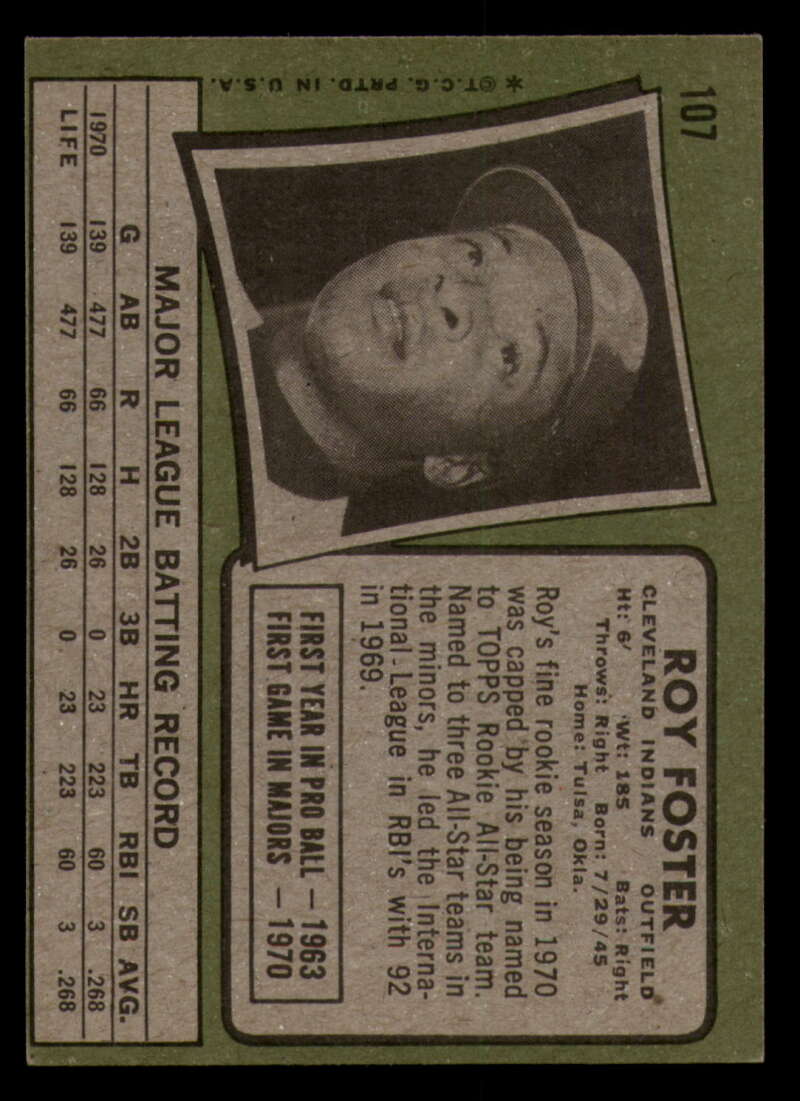 107
ROY FOSTER
CLEVELAND INDIANS OUTFIELD
Ht: 6' Wt: 185 Bats: Right
Throws: Right Born: 7/29/45
Home: Tulsa, Okla.
Roy's fine rookie season in 1970
was capped by his being named
to TOPPS Rookie All-Star team.
Named to three All-Star teams in
the minors, he led the Interna-
tional-League in RBI's with 92
in 1969.
FIRST YEAR IN PRO BALL — 1963
FIRST GAME IN MAJORS — 1970
MAJOR LEAGUE BATTING RECORD
G AB R H 2B 3B HR TB RBI SB AVG.
1970 139 477 66 128 26 0 23 223 60 3 .268
LIFE 139 477 66 128 26 0 23 223 60 3 .268
* © T.C.G. PRTD. IN U.S.A.